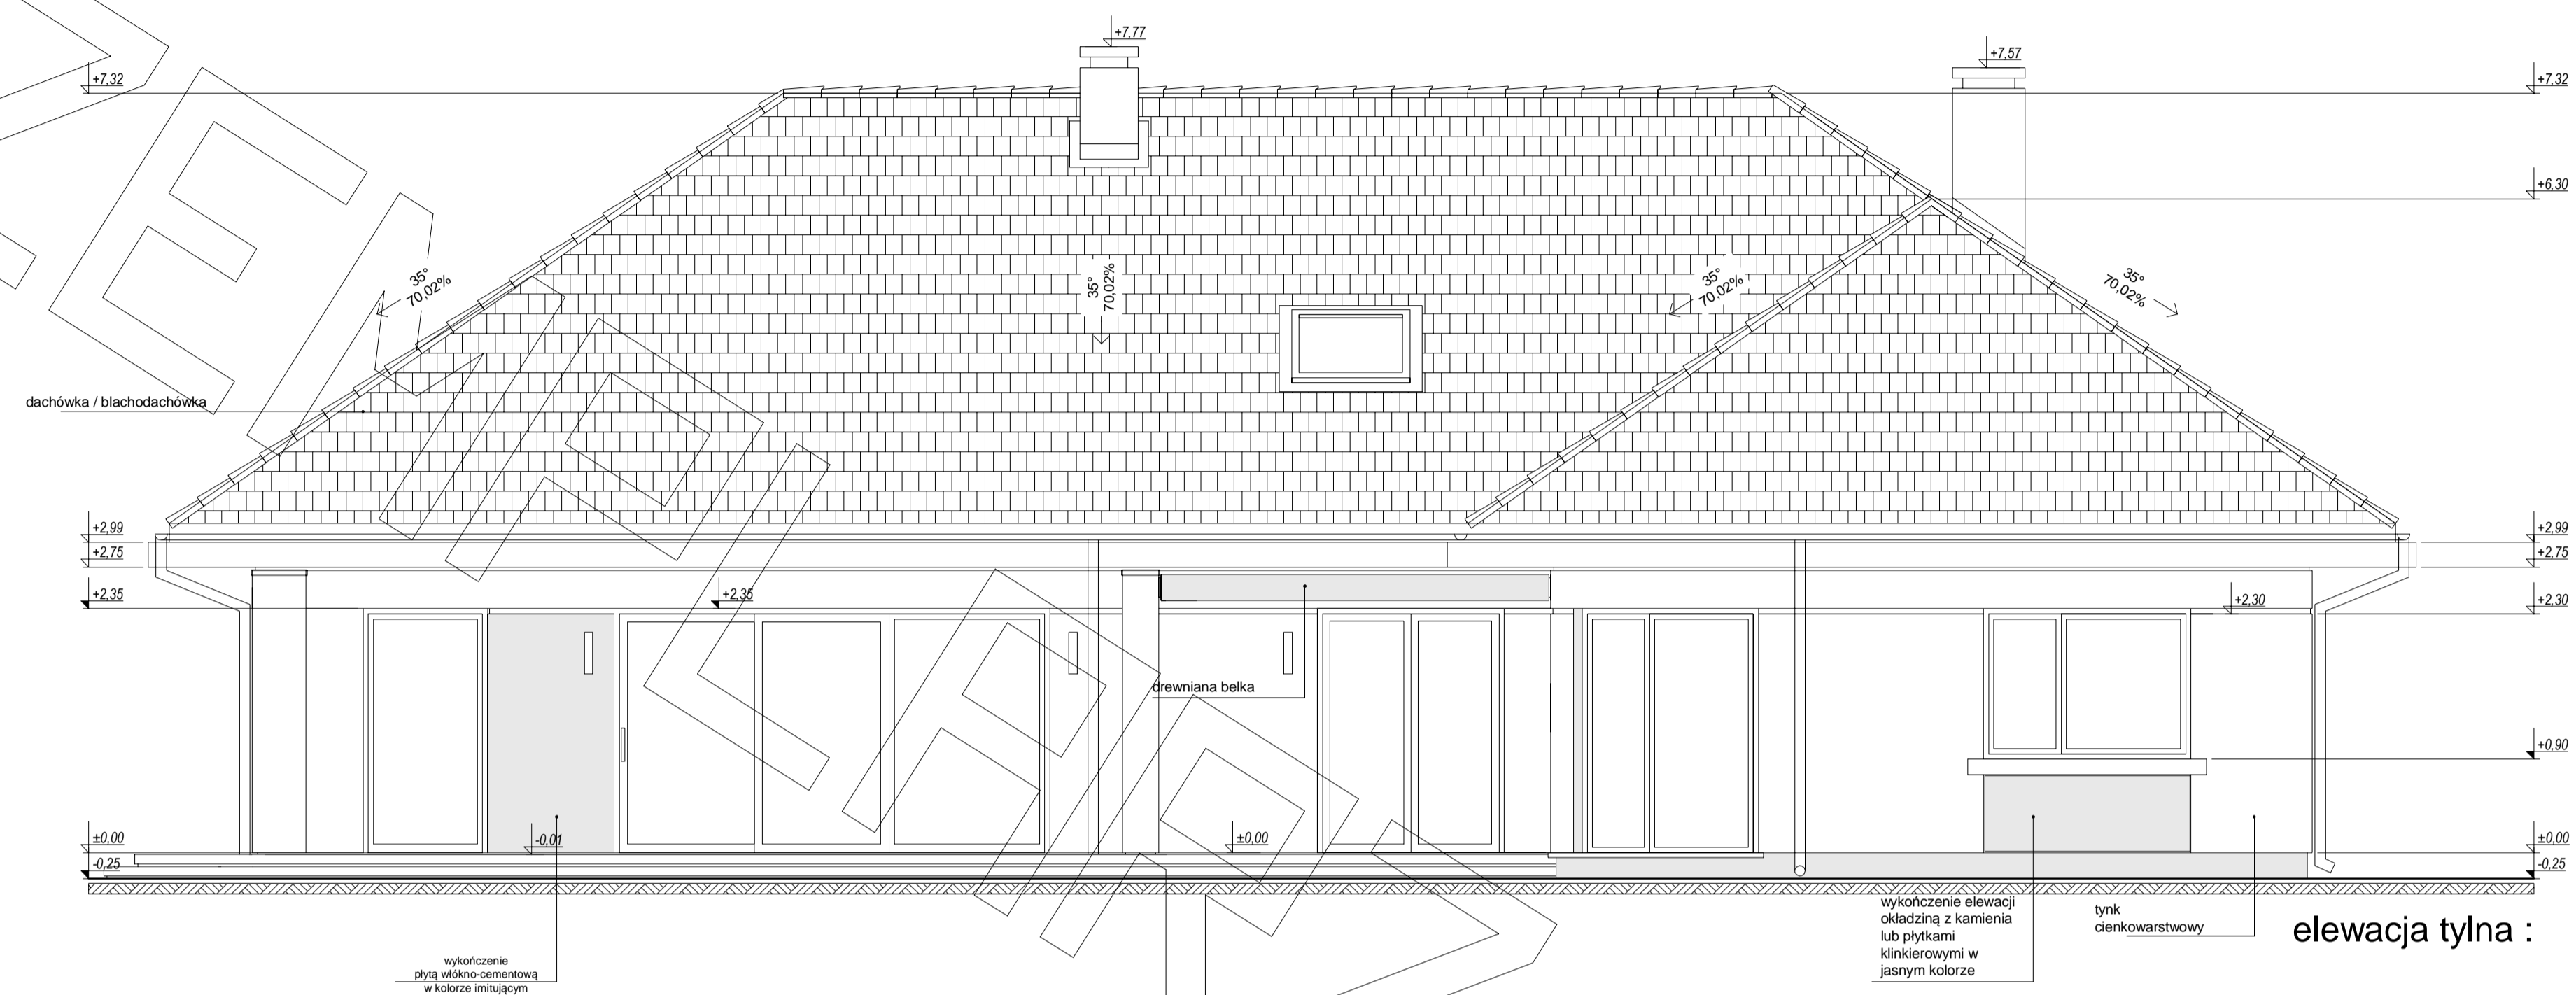 +7,77
+7,57
+7,32
+7,32
+6,30
35°
70,02%
35°
70,02%
35°
70,02%
35°
70,02%
dachówka / blachodachówka
+2,99
+2,75
+2,35
+2,35
+2,99
+2,75
+2,30
+2,30
drewniana belka
+0,90
±0,00
-0,01
±0,00
±0,00
-0,25
-0,25
wykończenie
płytą włókno-cementową
w kolorze imitującym
wykończenie elewacji
okładziną z kamienia
lub płytkami
klinkierowymi w
jasnym kolorze
tynk
cienkowarstwowy
elewacja tylna :